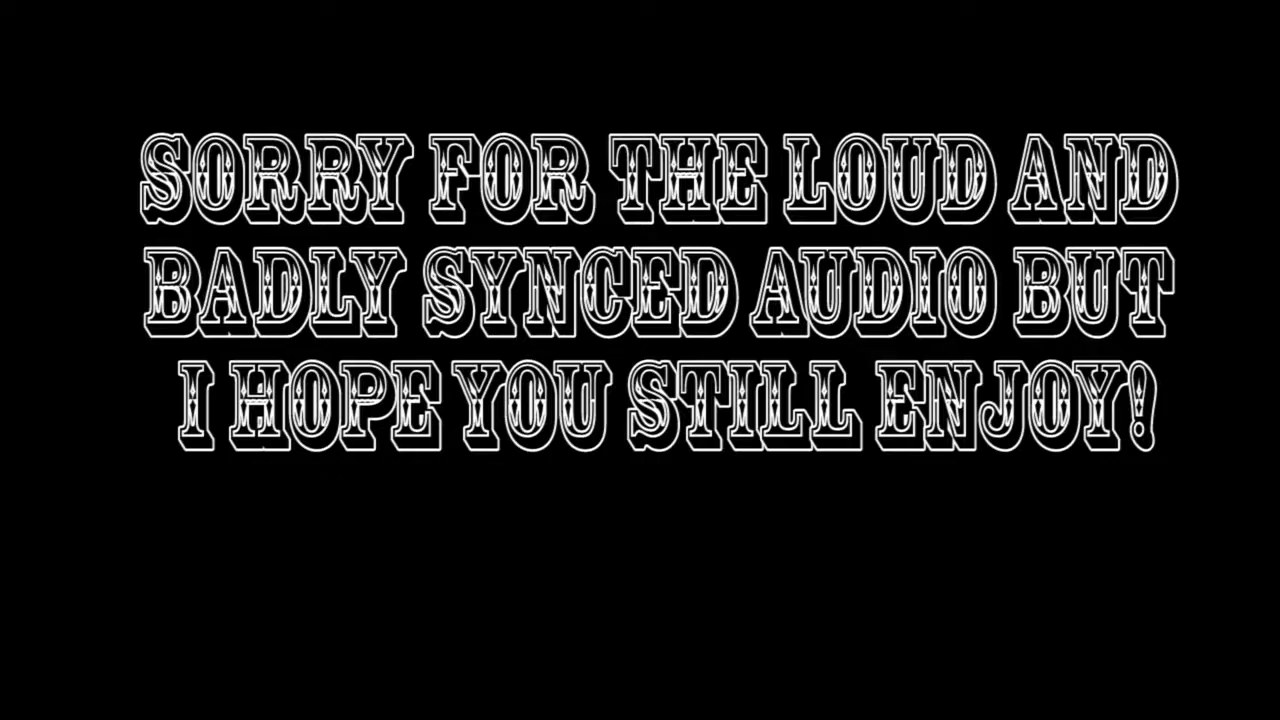 SORRY FOR THE LOUD AND
BADLY SYNCED AUDIO BUT
I HOPE YOU STILL ENJOY!